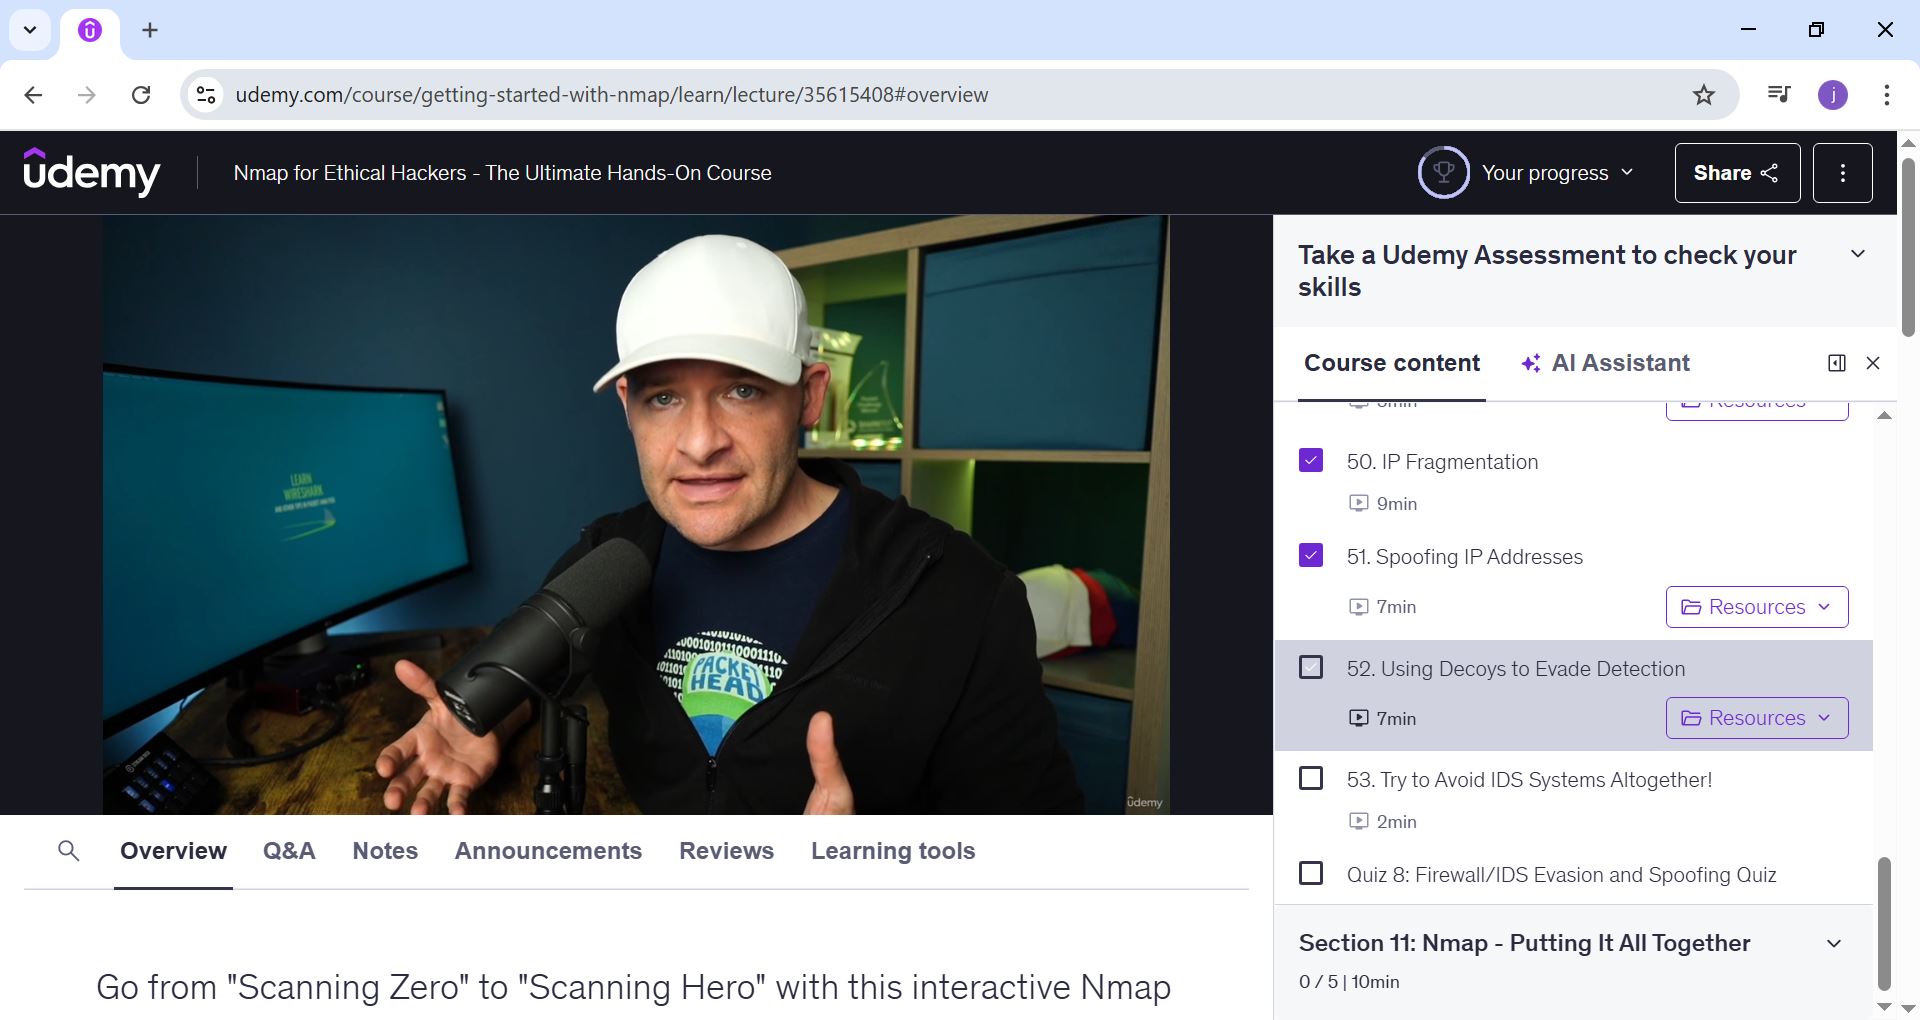 udemy.com/course/getting-started-with-nmap/learn/lecture/35615408#overview
j
udemy
Nmap for Ethical Hackers - The Ultimate Hands-On Course
Your progress
Share
Take a Udemy Assessment to check your
skills
Course content
AI Assistant
50. IP Fragmentation
9min
51. Spoofing IP Addresses
7min
Resources
52. Using Decoys to Evade Detection
7min
Resources
53. Try to Avoid IDS Systems Altogether!
2min
Quiz 8: Firewall/IDS Evasion and Spoofing Quiz
Section 11: Nmap - Putting It All Together
0 / 5 | 10min
LEARN
WIRESHARK
PACKET
HEAD
udemy
Overview
Q&A
Notes
Announcements
Reviews
Learning tools
Go from "Scanning Zero" to "Scanning Hero" with this interactive Nmap